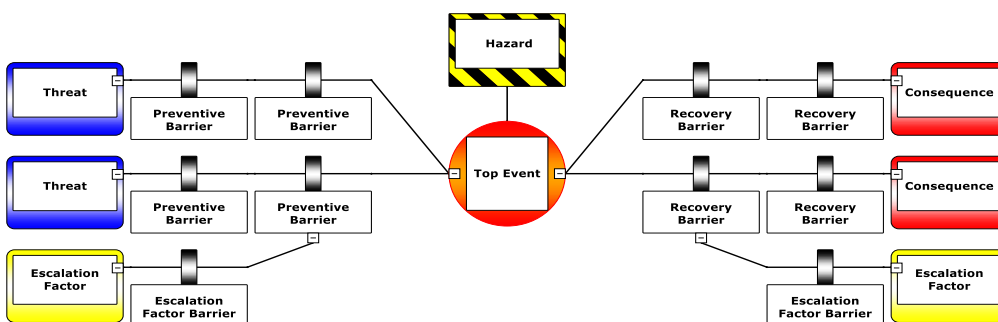 Hazard
Threat
Preventive
Barrier
Preventive
Barrier
Recovery
Barrier
Recovery
Barrier
Consequence
Top Event
Threat
Preventive
Barrier
Preventive
Barrier
Recovery
Barrier
Recovery
Barrier
Consequence
Escalation
Factor
Escalation
Factor Barrier
Escalation
Factor Barrier
Escalation
Factor